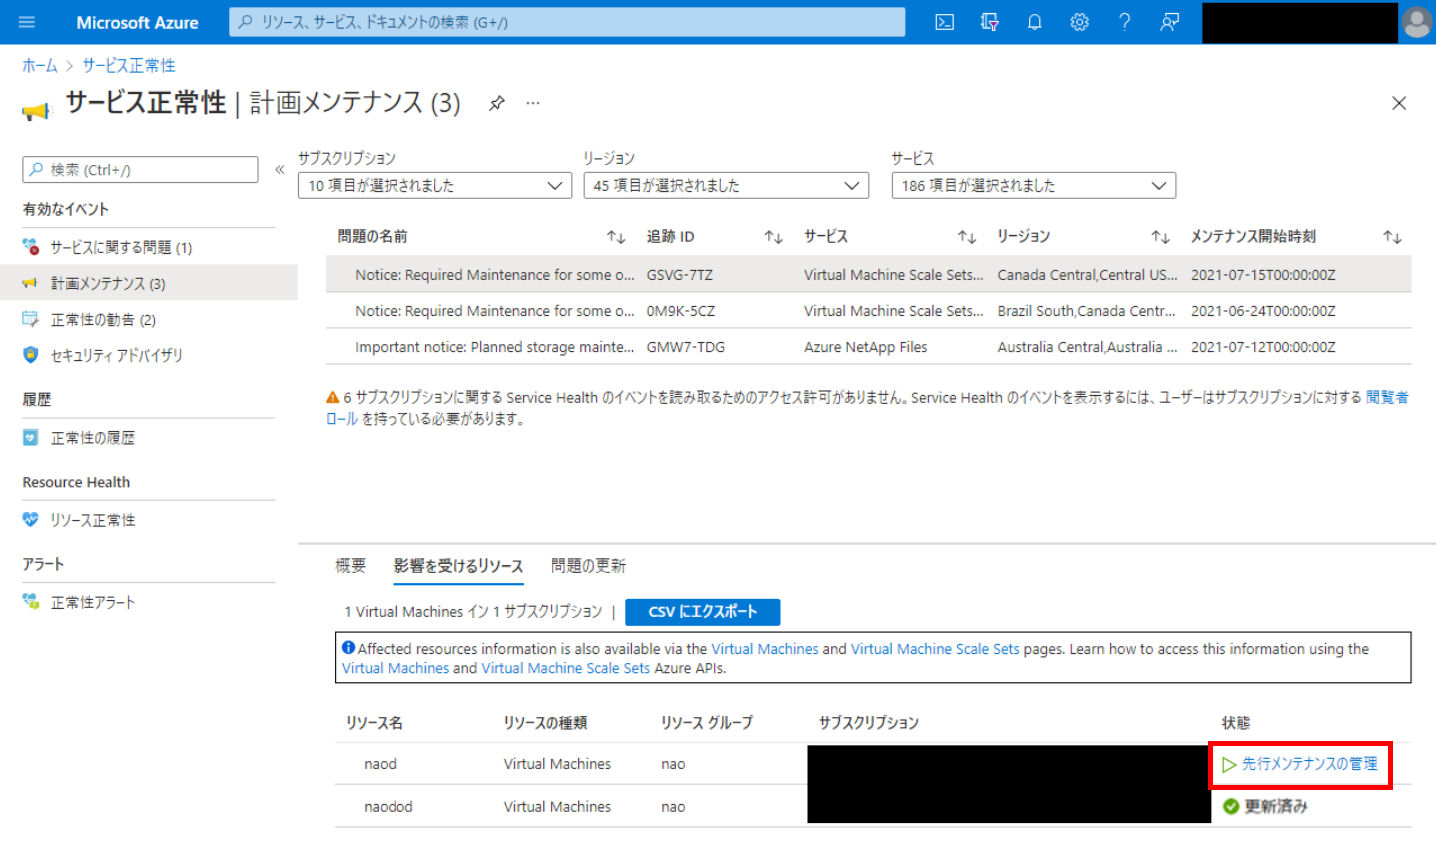 Microsoft Azure
リソース、サービス、ドキュメントの検索 (G+/)
ホーム > サービス正常性
サービス正常性 | 計画メンテナンス (3)
検索 (Ctrl+/)
有効なイベント
サービスに関する問題 (1)
計画メンテナンス (3)
正常性の勧告 (2)
セキュリティ アドバイザリ
履歴
正常性の履歴
Resource Health
リソース正常性
アラート
正常性アラート
サブスクリプション リージョン サービス
10 項目が選択されました 45 項目が選択されました 186 項目が選択されました
問題の名前 追跡 ID サービス リージョン メンテナンス開始時刻
Notice: Required Maintenance for some o... GSVG-7TZ Virtual Machine Scale Sets... Canada Central,Central US... 2021-07-15T00:00:00Z
Notice: Required Maintenance for some o... 0M9K-5CZ Virtual Machine Scale Sets... Brazil South,Canada Centr... 2021-06-24T00:00:00Z
Important notice: Planned storage mainte... GMW7-TDG Azure NetApp Files Australia Central,Australia ... 2021-07-12T00:00:00Z
6 サブスクリプションに関する Service Health のイベントを読み取るためのアクセス許可がありません。Service Health のイベントを表示するには、ユーザーはサブスクリプションに対する 閲覧者
ロール を持っている必要があります。
概要 影響を受けるリソース 問題の更新
1 Virtual Machines イン 1 サブスクリプション | CSV にエクスポート
Affected resources information is also available via the Virtual Machines and Virtual Machine Scale Sets pages. Learn how to access this information using the
Virtual Machines and Virtual Machine Scale Sets Azure APIs.
リソース名 リソースの種類 リソース グループ サブスクリプション 状態
naod Virtual Machines nao 先行メンテナンスの管理
naodod Virtual Machines nao 更新済み